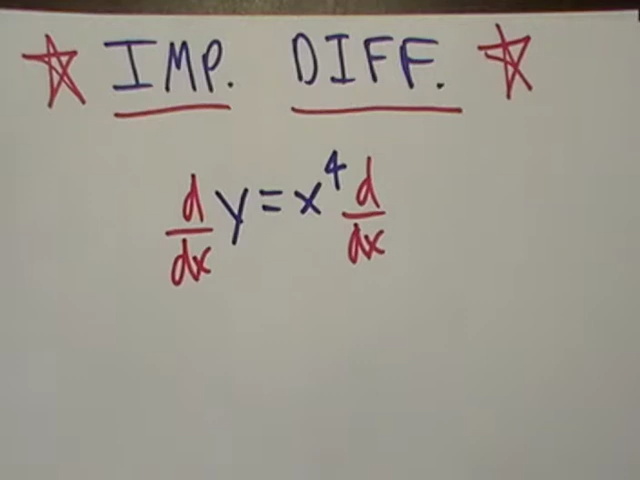 IMP. DIFF.
d/dx y = x⁴ d/dx